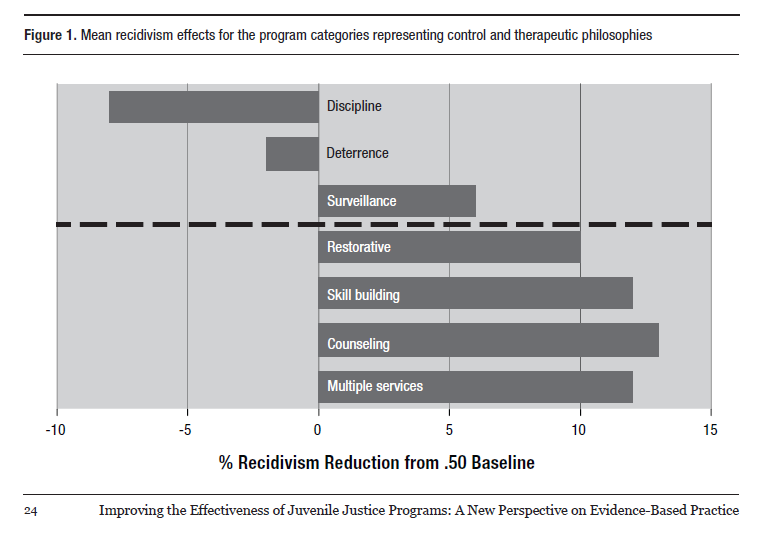 Figure 1. Mean recidivism effects for the program categories representing control and therapeutic philosophies
Discipline
Deterrence
Surveillance
Restorative
Skill building
Counseling
Multiple services
-10 -5 0 5 10 15
% Recidivism Reduction from .50 Baseline
24 Improving the Effectiveness of Juvenile Justice Programs: A New Perspective on Evidence-Based Practice